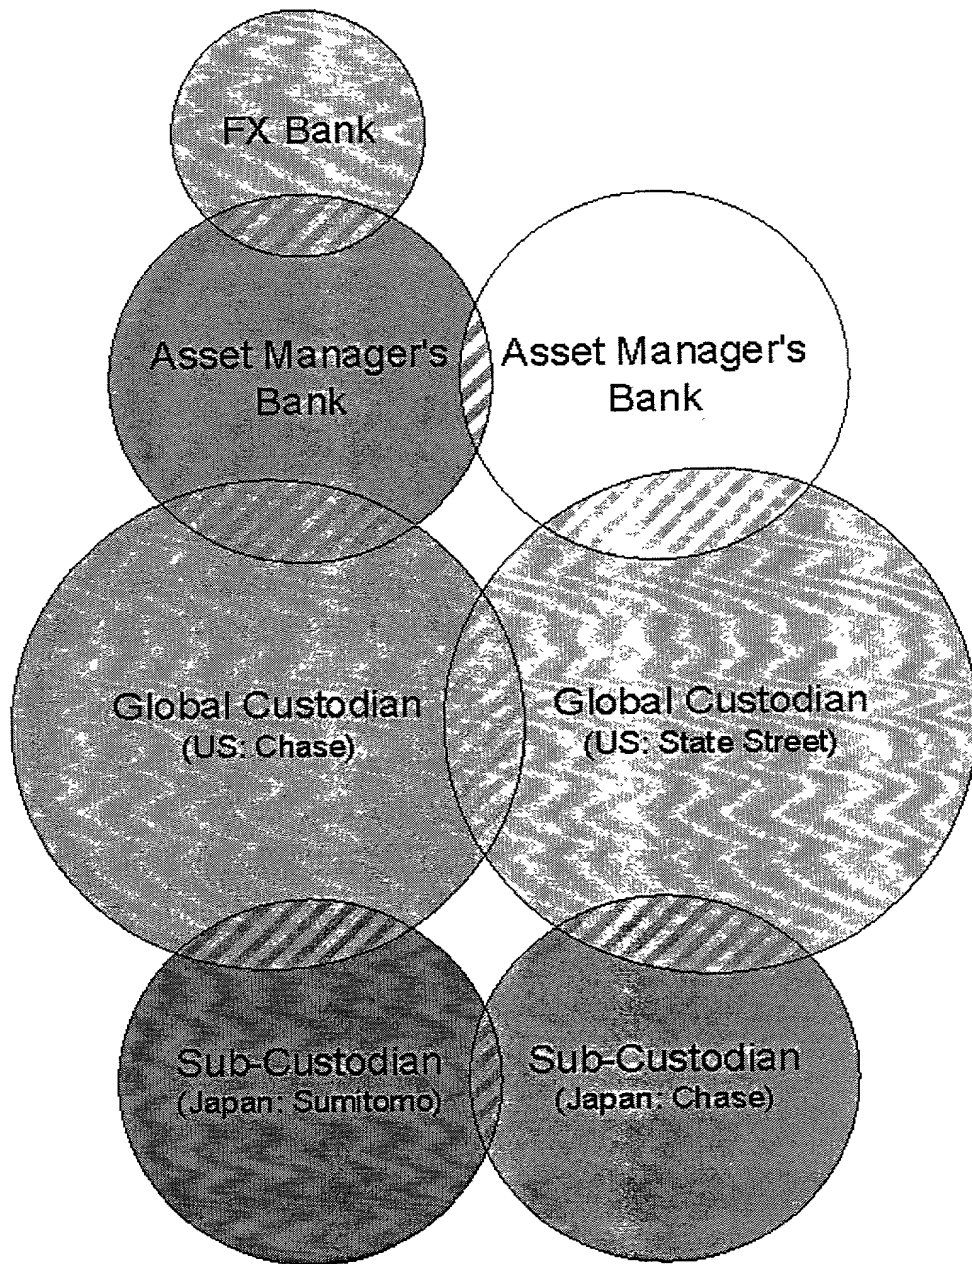 FX Bank
Asset Manager's
Bank
Asset Manager's
Bank
Global Custodian
(US: Chase)
Global Custodian
(US: State Street)
Sub-Custodian
(Japan: Sumitomo)
Sub-Custodian
(Japan: Chase)